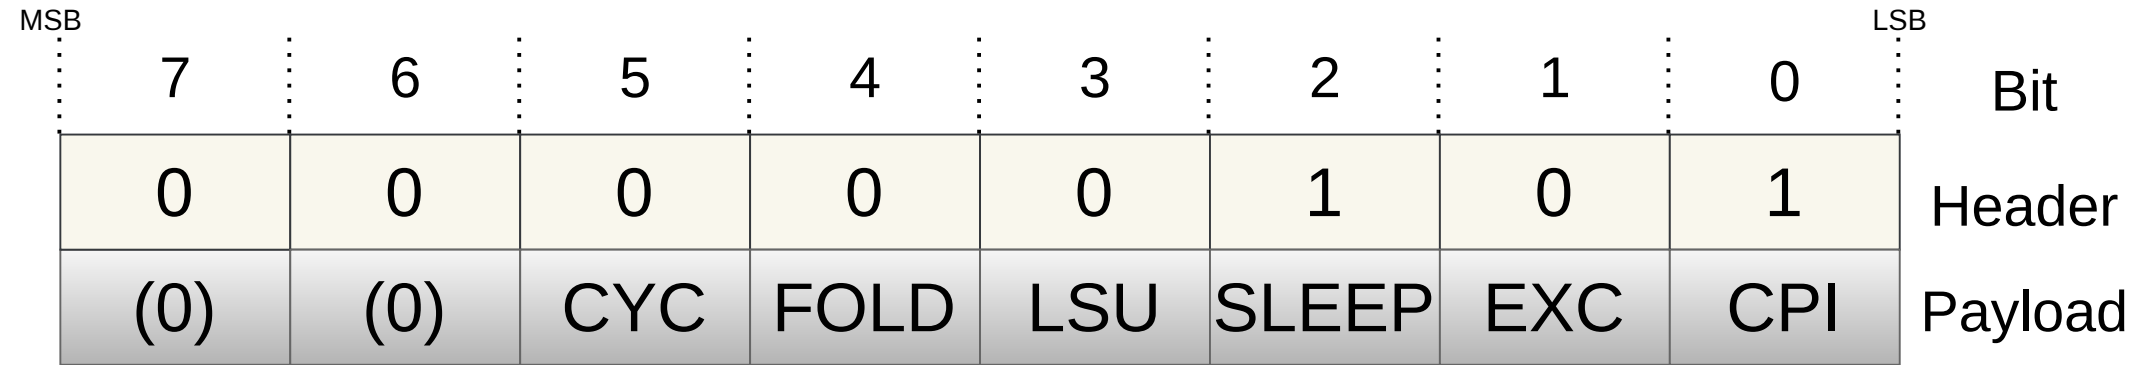 MSB LSB
7 6 5 4 3 2 1 0 Bit
0 0 0 0 0 1 0 1 Header
(0) (0) CYC FOLD LSU SLEEP EXC CPI Payload